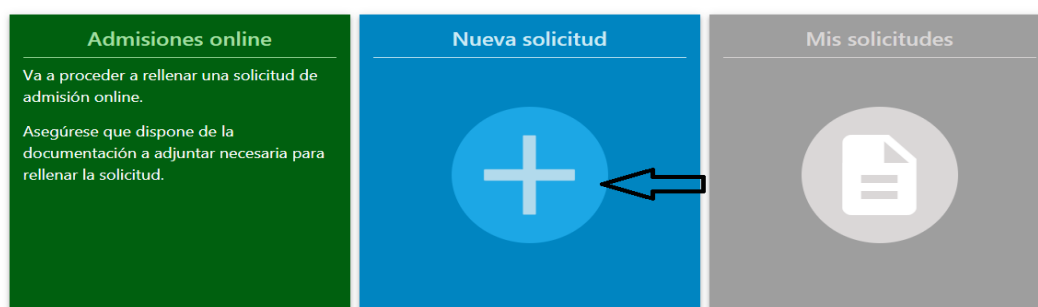 Admisiones online
Va a proceder a rellenar una solicitud de
admisión online.
Asegúrese que dispone de la
documentación a adjuntar necesaria para
rellenar la solicitud.
Nueva solicitud
Mis solicitudes